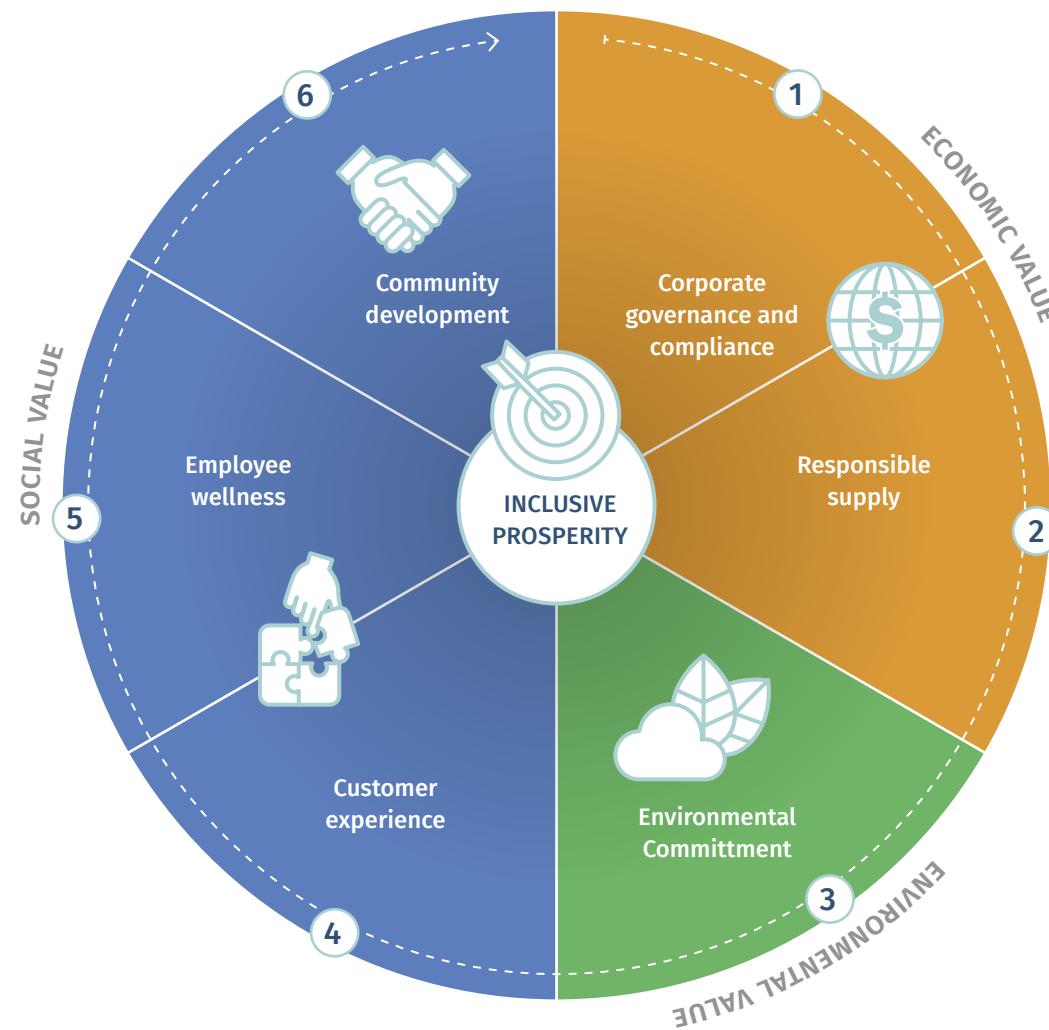 1
ECONOMIC VALUE
Corporate
governance and
compliance
$
2
Responsible
supply
3
ENVIRONMENTAL VALUE
Environmental
Committment
4
Customer
experience
5
SOCIAL VALUE
Employee
wellness
6
Community
development
INCLUSIVE
PROSPERITY